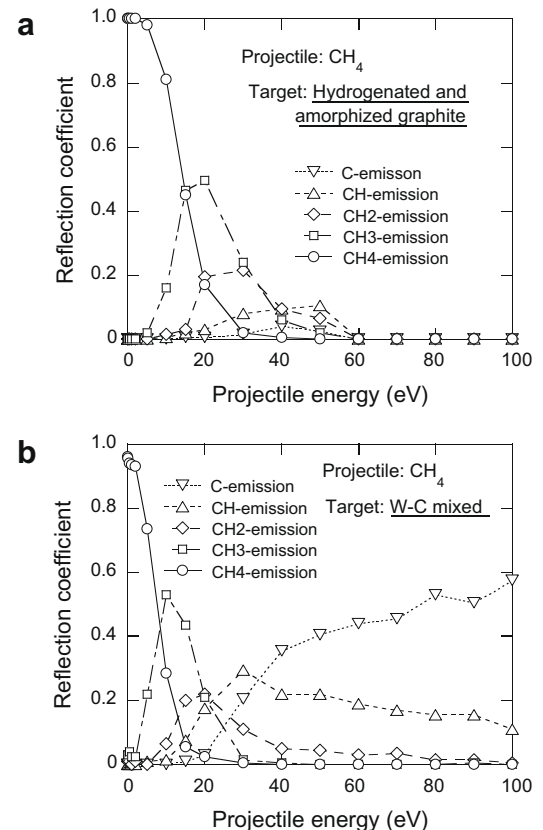 a
Projectile: CH4
Target: Hydrogenated and
amorphized graphite
C-emisson
CH-emission
CH2-emission
CH3-emission
CH4-emission
Reflection coefficient
1.0
0.8
0.6
0.4
0.2
0
0 20 40 60 80 100
Projectile energy (eV)
b
Projectile: CH4
Target: W-C mixed
C-emission
CH-emission
CH2-emission
CH3-emission
CH4-emission
Reflection coefficient
1.0
0.8
0.6
0.4
0.2
0
0 20 40 60 80 100
Projectile energy (eV)